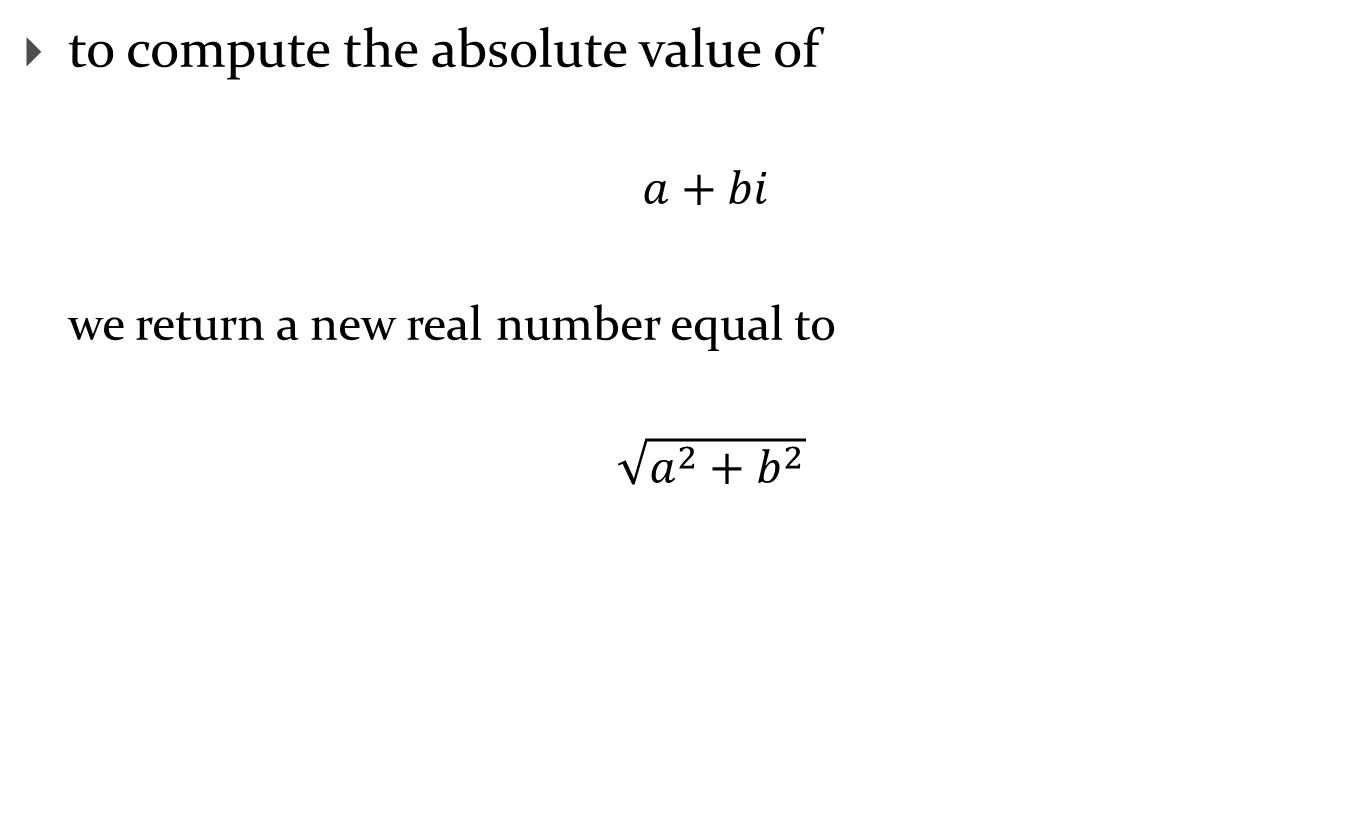 to compute the absolute value of
a + bi
we return a new real number equal to
√a² + b²